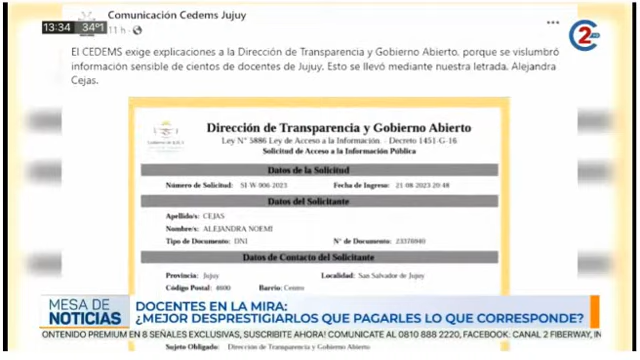 Comunicación Cedems Jujuy
13:34 34º
11 h
El CEDEMS exige explicaciones a la Dirección de Transparencia y Gobierno Abierto, porque se vislumbró
información sensible de cientos de docentes de Jujuy. Esto se llevó mediante nuestra letrada, Alejandra
Cejas.
2
Dirección de Transparencia y Gobierno Abierto
Ley N° 5886 Ley de Acceso a la Información - Decreto 1451-G-16
Solicitud de Acceso a la Información Pública
Datos de la Solicitud
Número de Solicitud: SI-W-006-2023 Fecha de Ingreso: 21-08-2023 20:48
Datos del Solicitante
Apellido/s: CEJAS
Nombre/s: ALEJANDRA NOEMI
Tipo de Documento: DNI N° de Documento: 23376940
Datos de Contacto del Solicitante
Provincia: Jujuy Localidad: San Salvador de Jujuy
Código Postal: 4600 Barrio: Centro
MESA DE
NOTICIAS
DOCENTES EN LA MIRA:
¿MEJOR DESPRESTIGIARLOS QUE PAGARLES LO QUE CORRESPONDE?
ONTENIDO PREMIUM EN 8 SEÑALES EXCLUSIVAS, SUSCRIBITE AHORA! COMUNICATE AL 0810 888 2220, FACEBOOK: CANAL 2 FIBERWAY, IN
Sujeto Obligado: Dirección de Transparencia y Gobierno Abierto